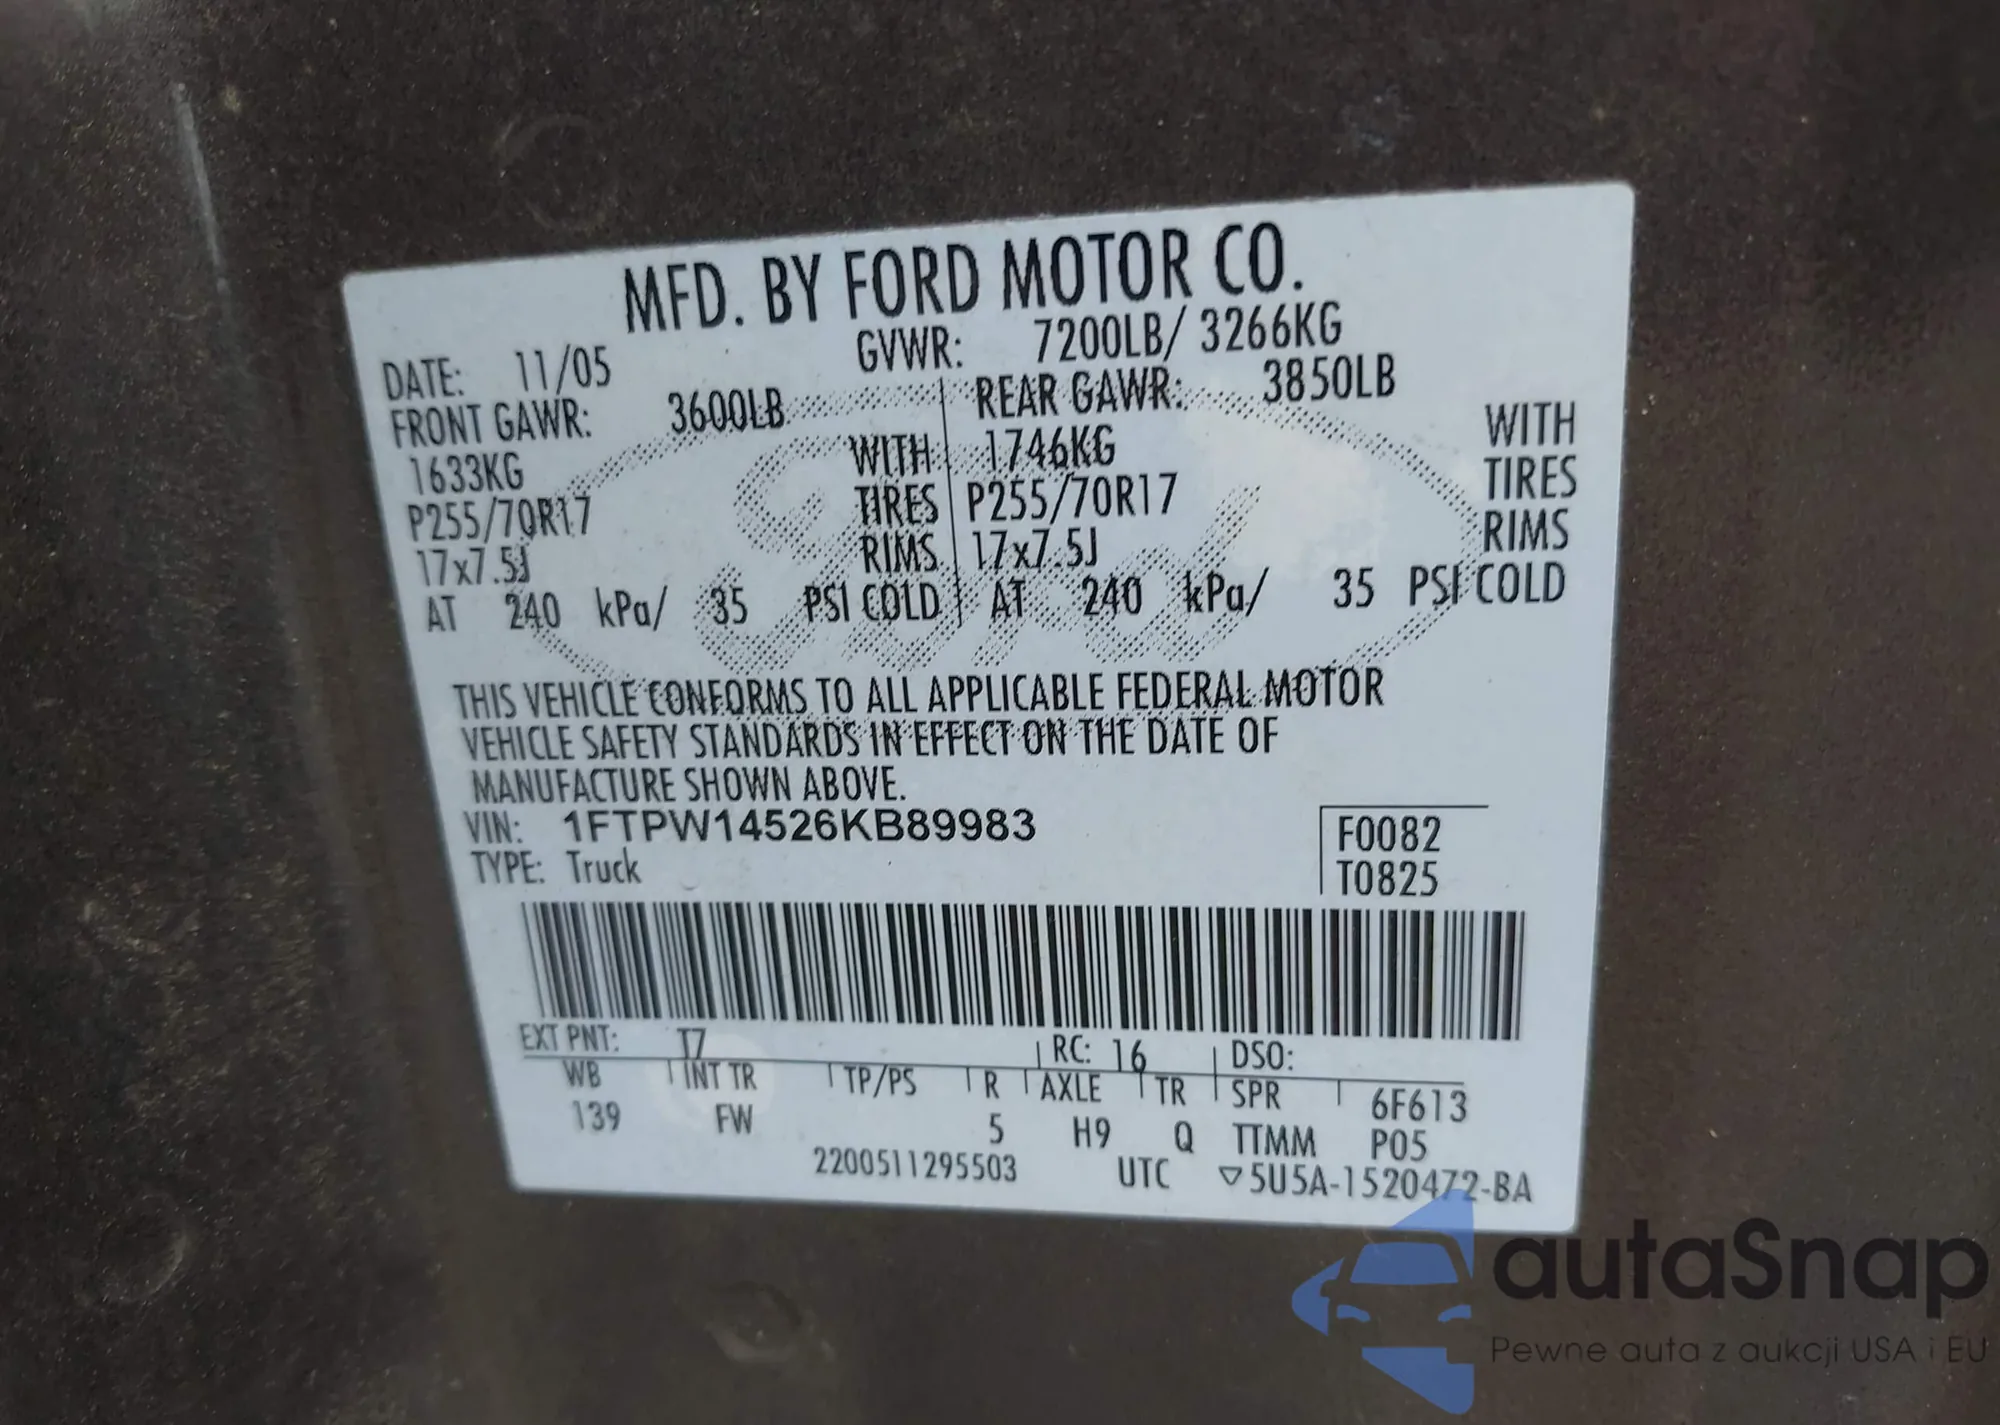 MFD. BY FORD MOTOR CO.
DATE: 11/05 GVWR: 7200LB/ 3266KG
FRONT GAWR: 3600LB REAR GAWR: 3850LB
1633KG WITH 1746KG WITH
P255/70R17 TIRES P255/70R17 TIRES
17x7.5J RIMS 17x7.5J RIMS
AT 240 kPa/ 35 PSI COLD AT 240 kPa/ 35 PSI COLD
THIS VEHICLE CONFORMS TO ALL APPLICABLE FEDERAL MOTOR
VEHICLE SAFETY STANDARDS IN EFFECT ON THE DATE OF
MANUFACTURE SHOWN ABOVE.
VIN: 1FTPW14526KB89983 F0082
TYPE: Truck T0825
EXT PNT: T7 RC: 16 DSO:
WB INT TR TP/PS R AXLE TR SPR 6F613
139 FW 5 H9 Q TTMM P05
2200511295503 UTC ▽5U5A-1520472-BA
autaSnap
Pewne auta z aukcji USA i EU